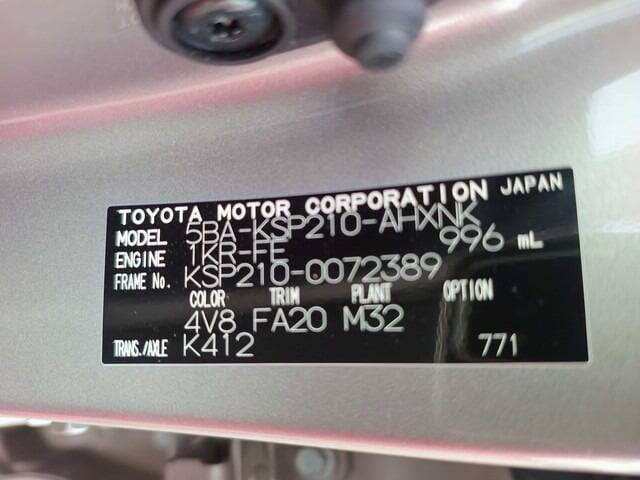 TOYOTA MOTOR CORPORATION JAPAN
MODEL 5BA-KSP210-AHXNK
ENGINE 1KR-FE 996 mL
FRAME No. KSP210-0072389
COLOR TRIM PLANT OPTION
4V8 FA20 M32
TRANS./AXLE K412 771